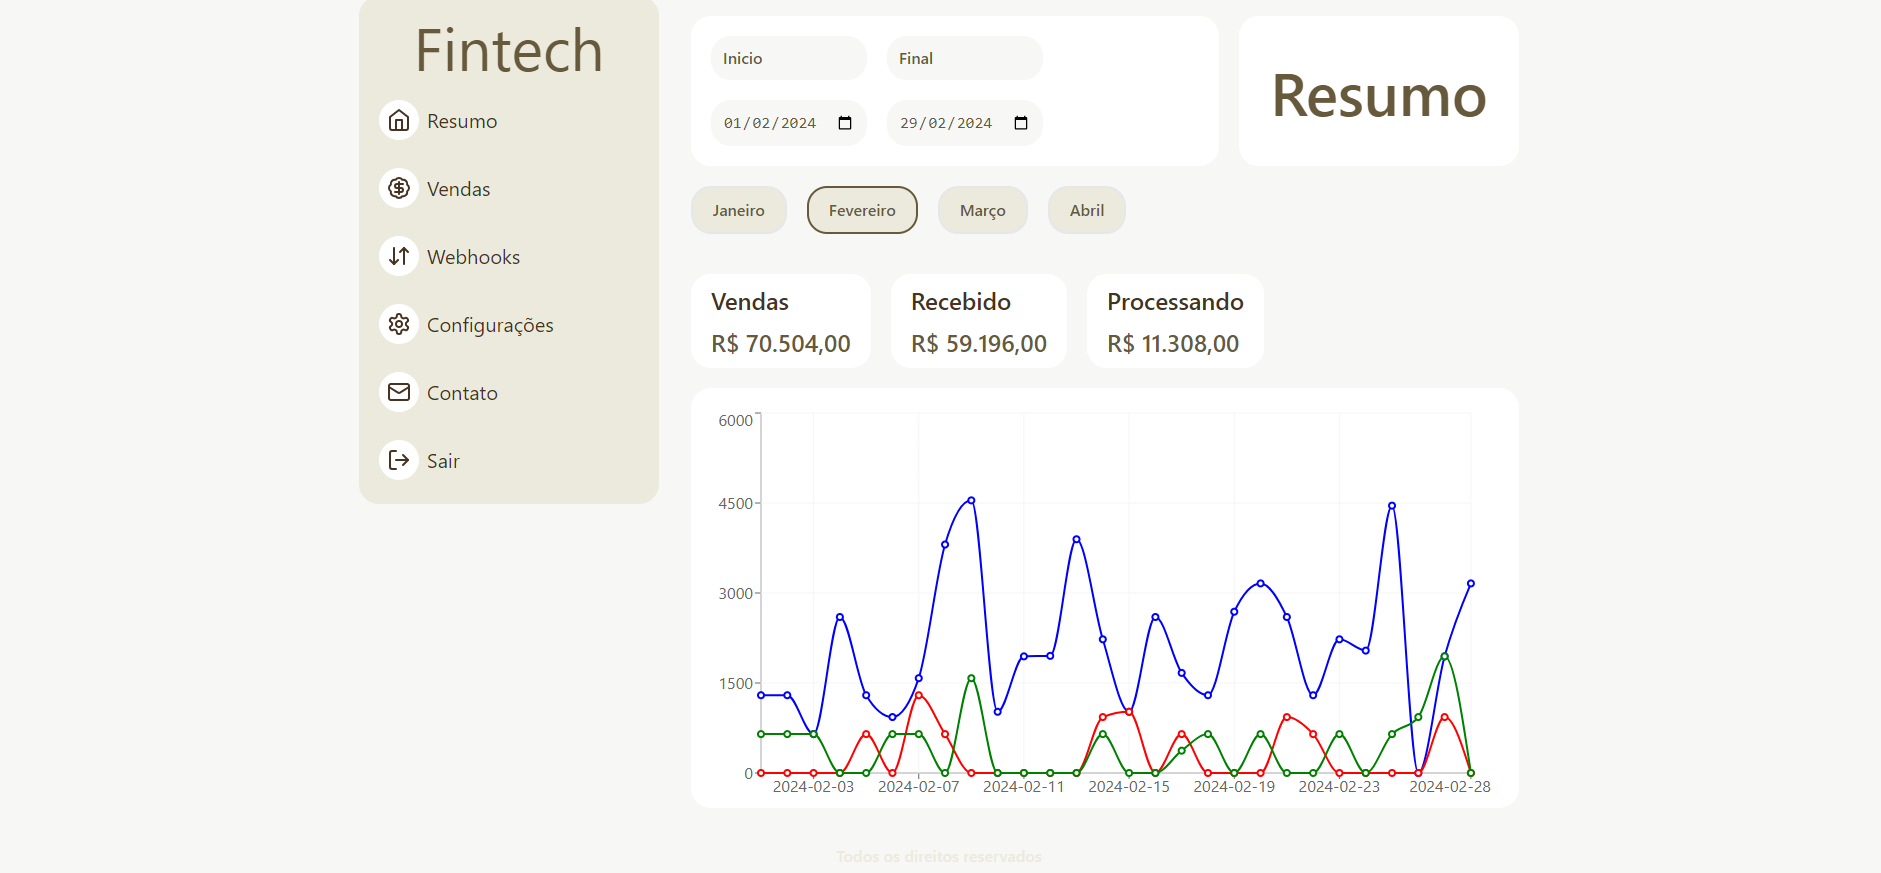 Fintech
Resumo
Vendas
Webhooks
Configurações
Contato
Sair
Inicio
Final
01/02/2024
29/02/2024
Resumo
Janeiro
Fevereiro
Março
Abril
Vendas
R$ 70.504,00
Recebido
R$ 59.196,00
Processando
R$ 11.308,00
6000
4500
3000
1500
0
2024-02-03 2024-02-07 2024-02-11 2024-02-15 2024-02-19 2024-02-23 2024-02-28
Todos os direitos reservados